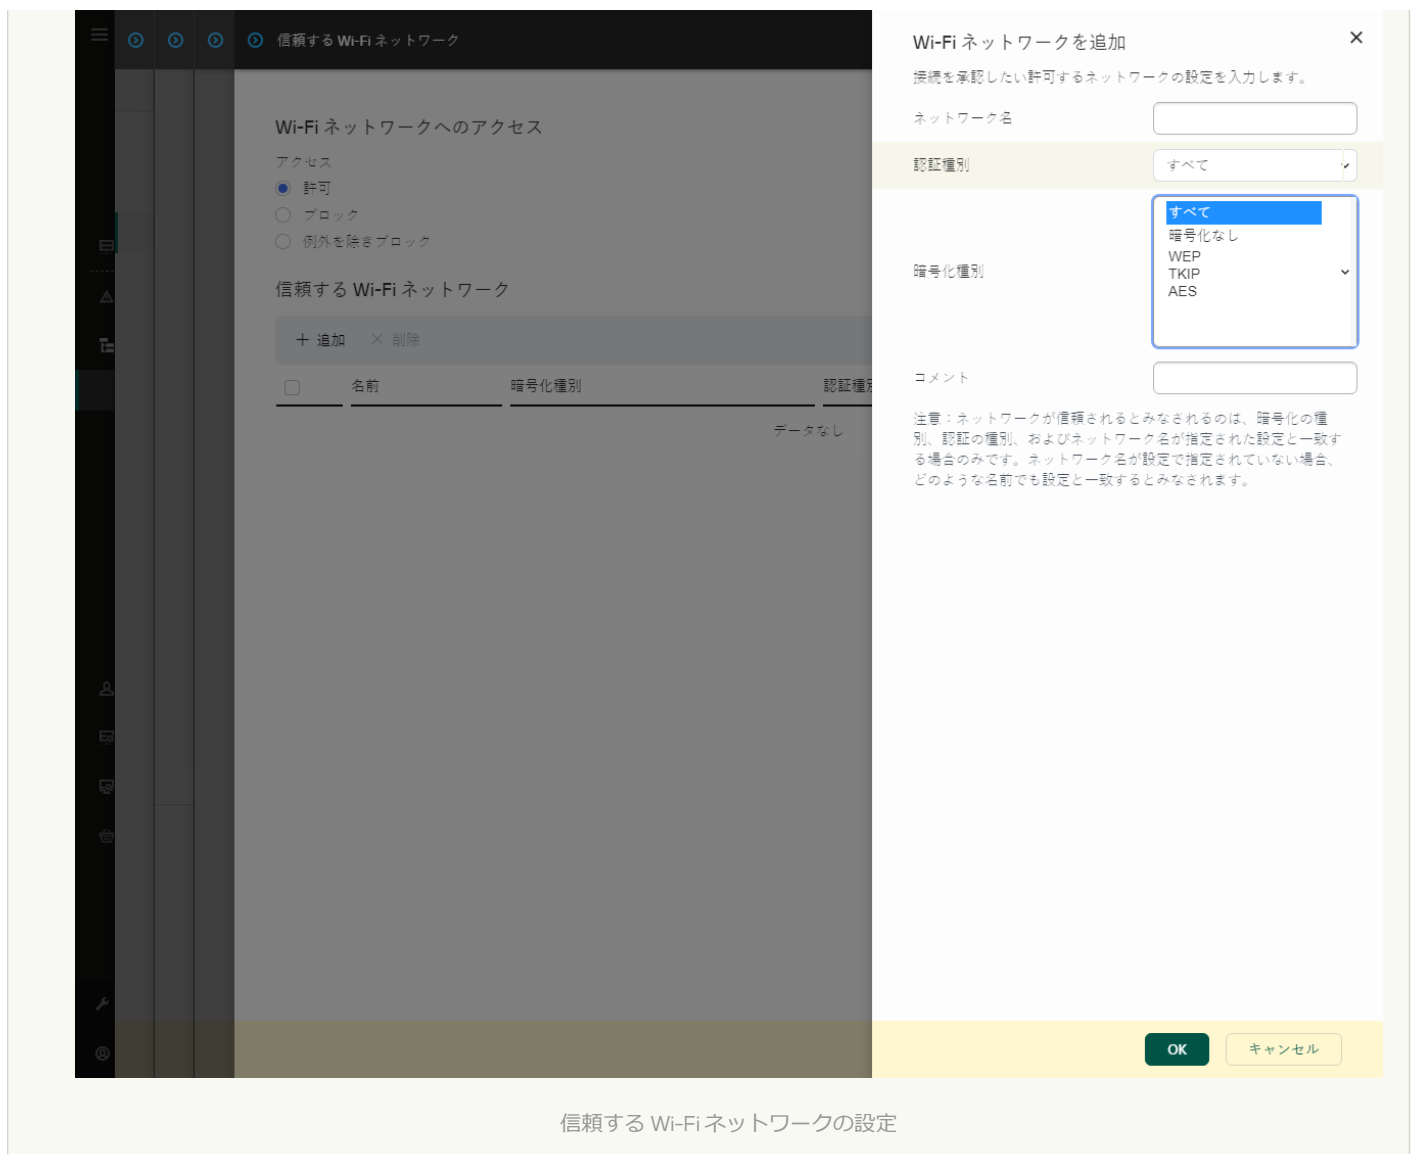 信頼する Wi-Fi ネットワーク
Wi-Fi ネットワークへのアクセス
アクセス
許可
ブロック
例外を除きブロック
信頼する Wi-Fi ネットワーク
＋ 追加 × 削除
名前 暗号化種別 認証種別
データなし
Wi-Fi ネットワークを追加
接続を承認したい許可するネットワークの設定を入力します。
ネットワーク名
認証種別 すべて
暗号化種別
すべて
暗号化なし
WEP
TKIP
AES
コメント
注意：ネットワークが信頼されるとみなされるのは、暗号化の種
別、認証の種別、およびネットワーク名が指定された設定と一致す
る場合のみです。ネットワーク名が設定で指定されていない場合、
どのような名前でも設定と一致するとみなされます。
OK キャンセル
信頼する Wi-Fi ネットワークの設定